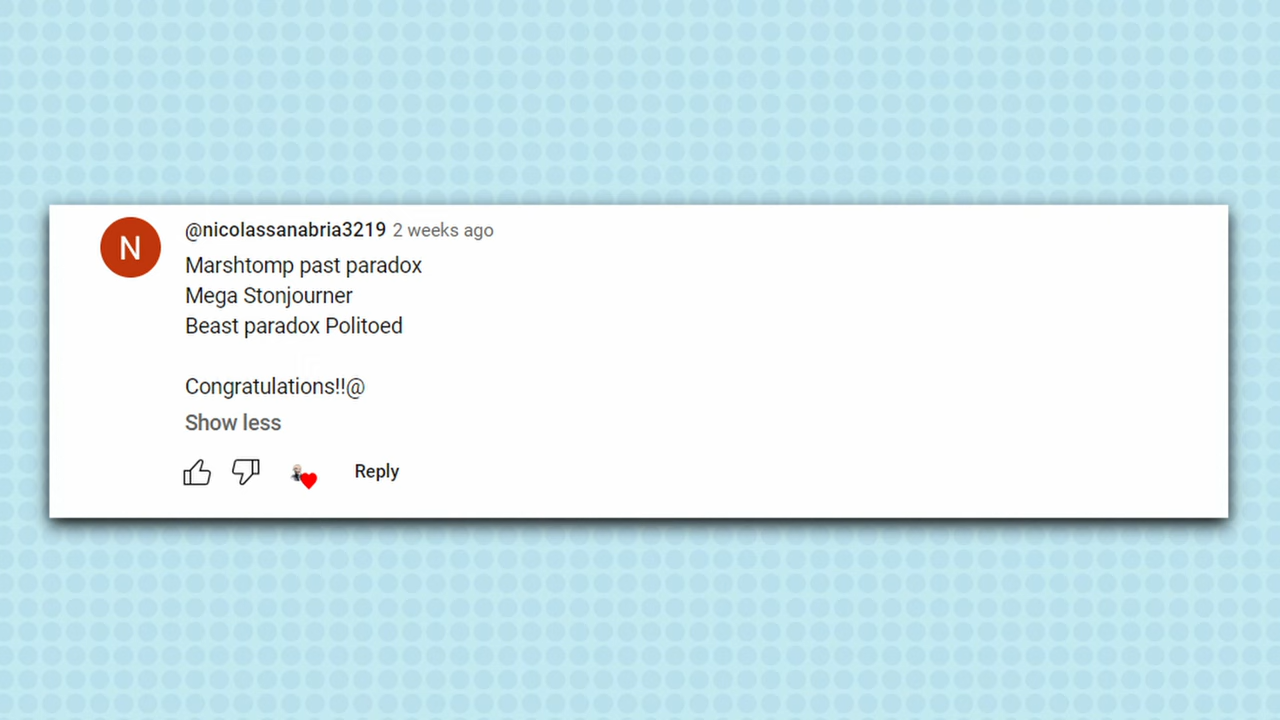 N
@nicolassanabria3219 2 weeks ago
Marshtomp past paradox
Mega Stonjourner
Beast paradox Politoed
Congratulations!!@
Show less
Reply